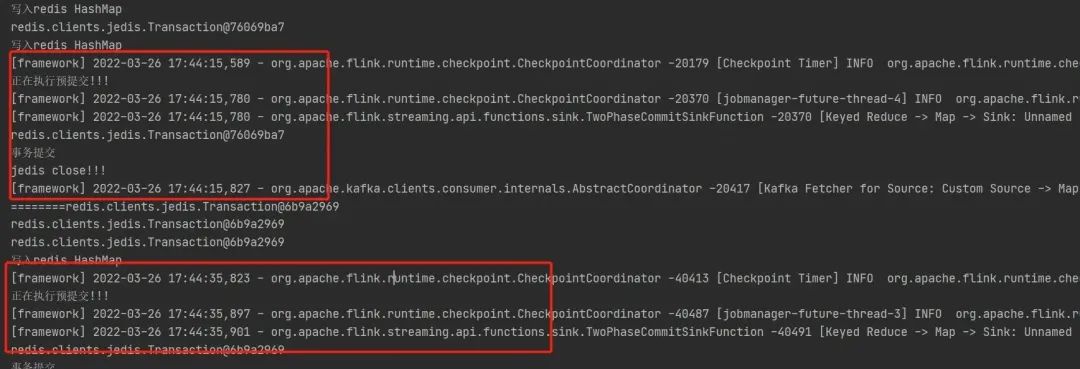 写入redis HashMap
redis.clients.jedis.Transaction@76069ba7
写入redis HashMap
[framework] 2022-03-26 17:44:15,589 - org.apache.flink.runtime.checkpoint.CheckpointCoordinator -20179 [Checkpoint Timer] INFO  org.apache.flink.runtime.che
正在执行预提交!!!
[framework] 2022-03-26 17:44:15,780 - org.apache.flink.runtime.checkpoint.CheckpointCoordinator -20370 [jobmanager-future-thread-4] INFO  org.apache.flink.r
[framework] 2022-03-26 17:44:15,780 - org.apache.flink.streaming.api.functions.sink.TwoPhaseCommitSinkFunction -20370 [Keyed Reduce -> Map -> Sink: Unnamed
redis.clients.jedis.Transaction@76069ba7
事务提交
jedis close!!!
[framework] 2022-03-26 17:44:15,827 - org.apache.kafka.clients.consumer.internals.AbstractCoordinator -20417 [Kafka Fetcher for Source: Custom Source -> Map
========redis.clients.jedis.Transaction@6b9a2969
redis.clients.jedis.Transaction@6b9a2969
redis.clients.jedis.Transaction@6b9a2969
写入redis HashMap
[framework] 2022-03-26 17:44:35,823 - org.apache.flink.runtime.checkpoint.CheckpointCoordinator -40413 [Checkpoint Timer] INFO  org.apache.flink.runtime.che
正在执行预提交!!!
[framework] 2022-03-26 17:44:35,897 - org.apache.flink.runtime.checkpoint.CheckpointCoordinator -40487 [jobmanager-future-thread-3] INFO  org.apache.flink.r
[framework] 2022-03-26 17:44:35,901 - org.apache.flink.streaming.api.functions.sink.TwoPhaseCommitSinkFunction -40491 [Keyed Reduce -> Map -> Sink: Unnamed
redis.clients.jedis.Transaction@6b9a2969
事务提交